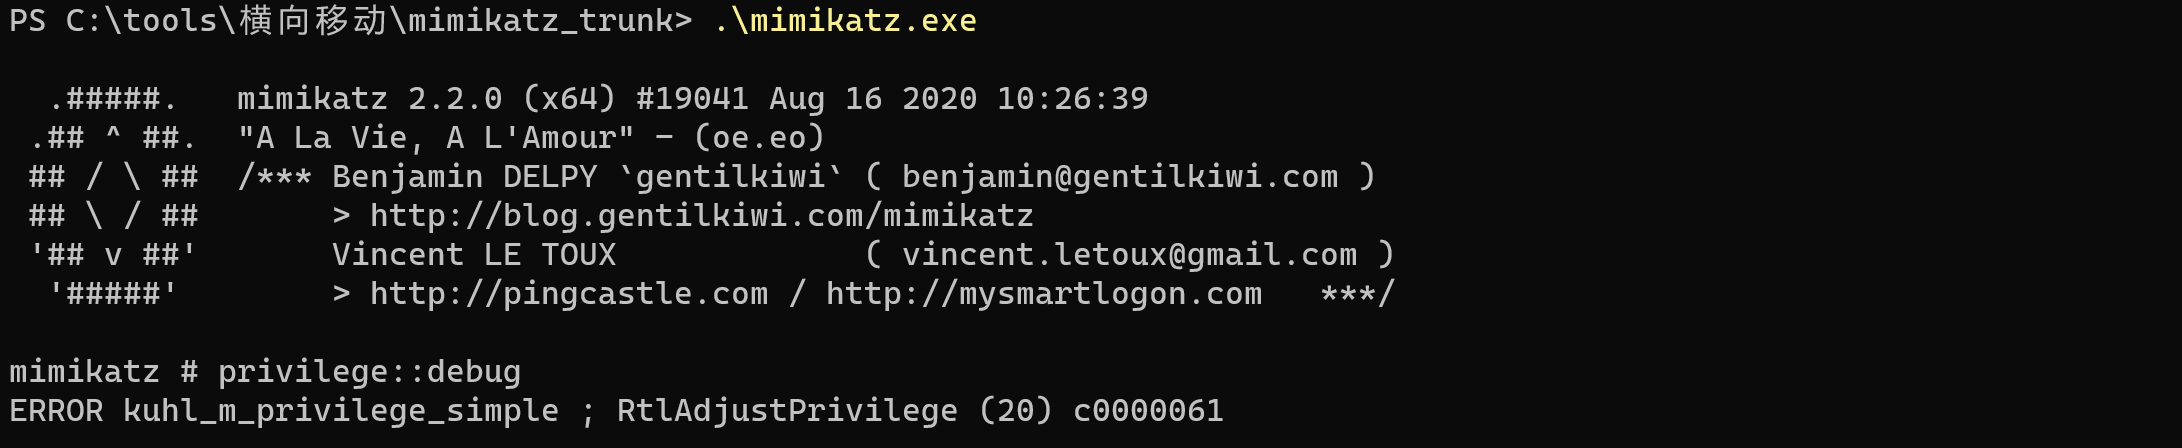 PS C:\tools\横向移动\mimikatz_trunk> .\mimikatz.exe
  .#####.   mimikatz 2.2.0 (x64) #19041 Aug 16 2020 10:26:39
 .## ^ ##.  "A La Vie, A L'Amour" - (oe.eo)
 ## / \ ##  /*** Benjamin DELPY `gentilkiwi` ( benjamin@gentilkiwi.com )
 ## \ / ##       > http://blog.gentilkiwi.com/mimikatz
 '## v ##'       Vincent LE TOUX             ( vincent.letoux@gmail.com )
  '#####'        > http://pingcastle.com / http://mysmartlogon.com   ***/
mimikatz # privilege::debug
ERROR kuhl_m_privilege_simple ; RtlAdjustPrivilege (20) c0000061